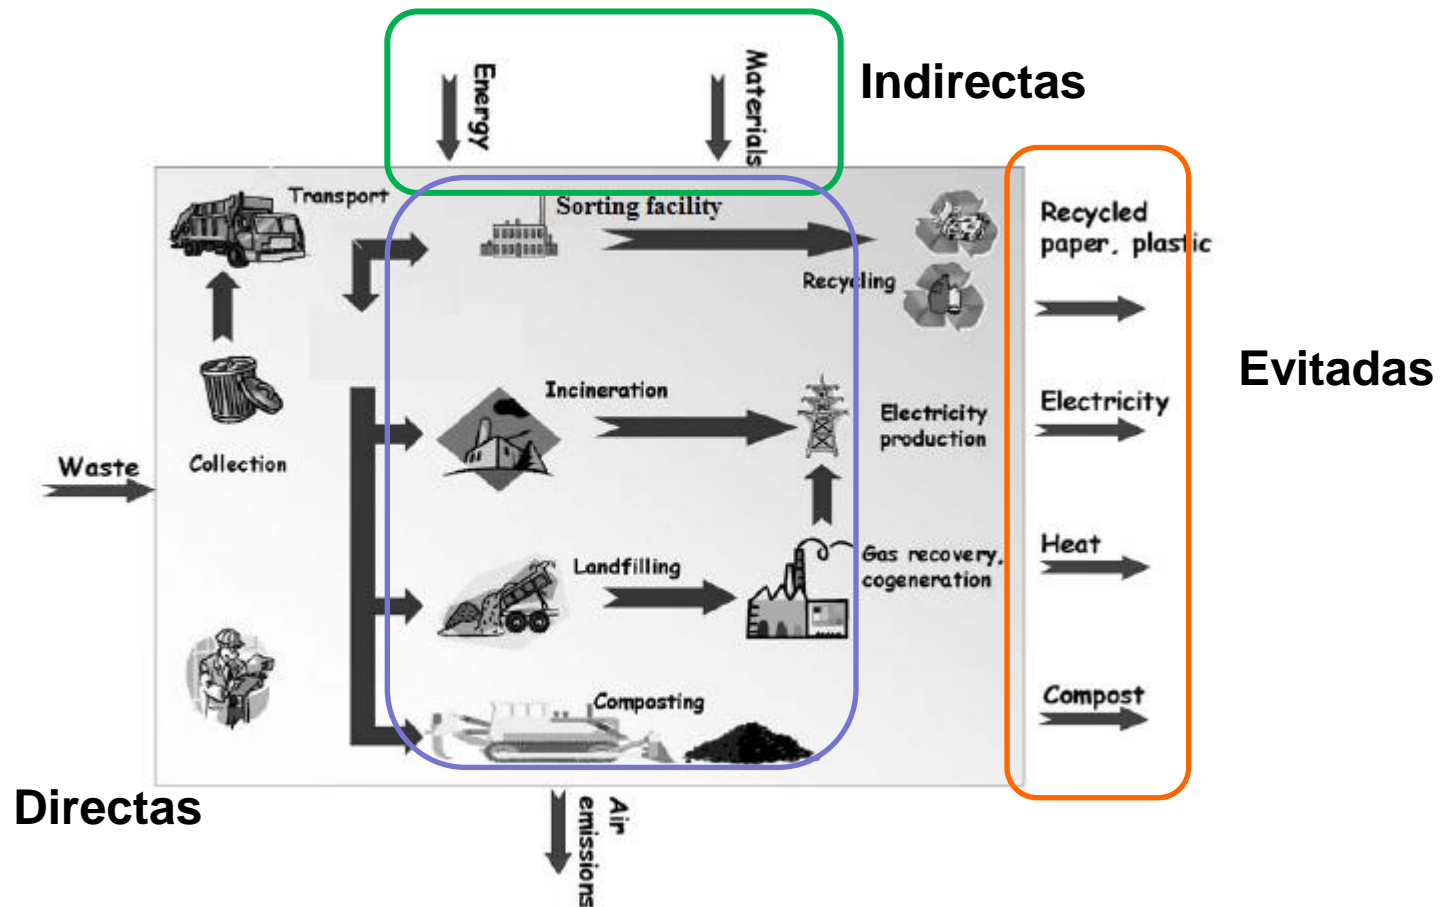 Energy
Materials
Indirectas
Transport
Sorting facility
Recycled
paper, plastic
Recycling
Evitadas
Incineration
Electricity
Electricity
production
Waste
Collection
Heat
Gas recovery,
cogeneration
Landfilling
Compost
Composting
Directas
Air
emissions